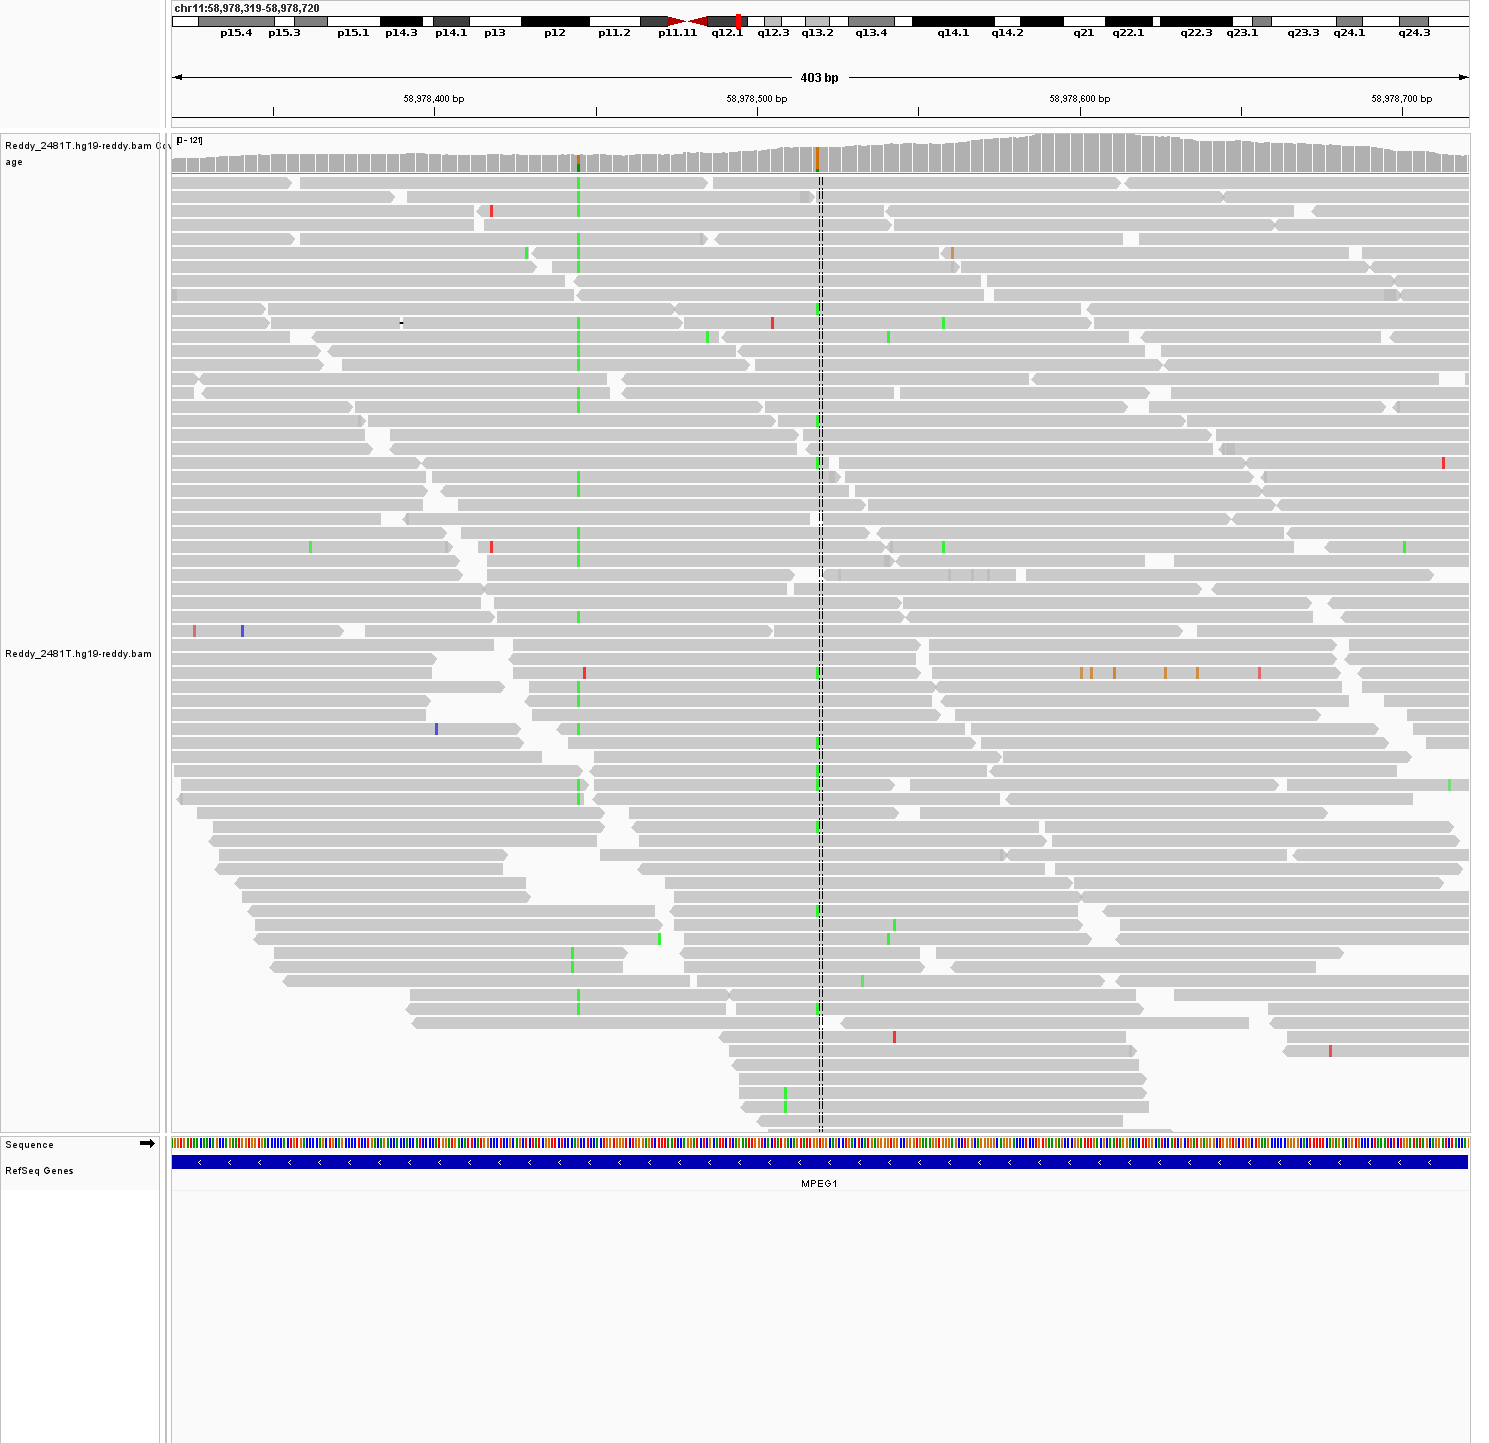 chr11:58,978,319-58,978,720
p15.4 p15.3 p15.1 p14.3 p14.1 p13 p12 p11.2 p11.11 q12.1 q12.3 q13.2 q13.4 q14.1 q14.2 q21 q22.1 q22.3 q23.1 q23.3 q24.1 q24.3
403 bp
58,978,400 bp 58,978,500 bp 58,978,600 bp 58,978,700 bp
[0 - 121]
Reddy_2481T.hg19-reddy.bam Cov
age
Reddy_2481T.hg19-reddy.bam
Sequence
RefSeq Genes
MPEG1